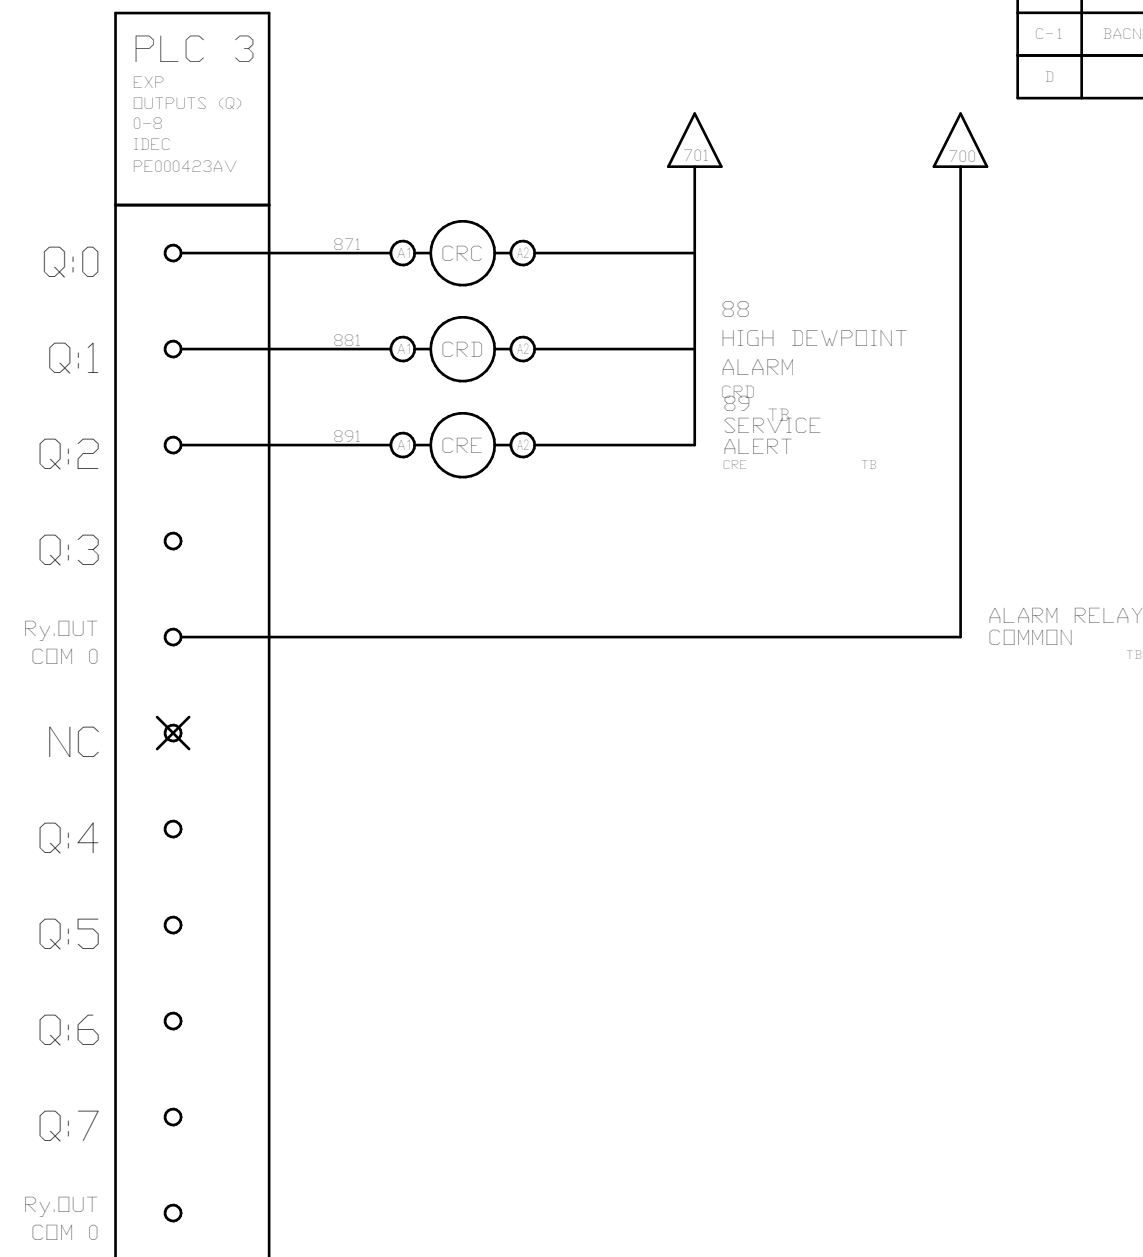 PLC 3
EXP
OUTPUTS (Q)
0-8
IDEC
PE000423AV
C-1 BACN
D
701
700
Q:0
871
A1
CRC
A2
88
HIGH DEWPOINT
ALARM
CRD
TB
Q:1
881
A1
CRD
A2
89
SERVICE
ALERT
CRE TB
Q:2
891
A1
CRE
A2
Q:3
Ry.OUT
COM 0
ALARM RELAY
COMMON
TB
NC
Q:4
Q:5
Q:6
Q:7
Ry.OUT
COM 0